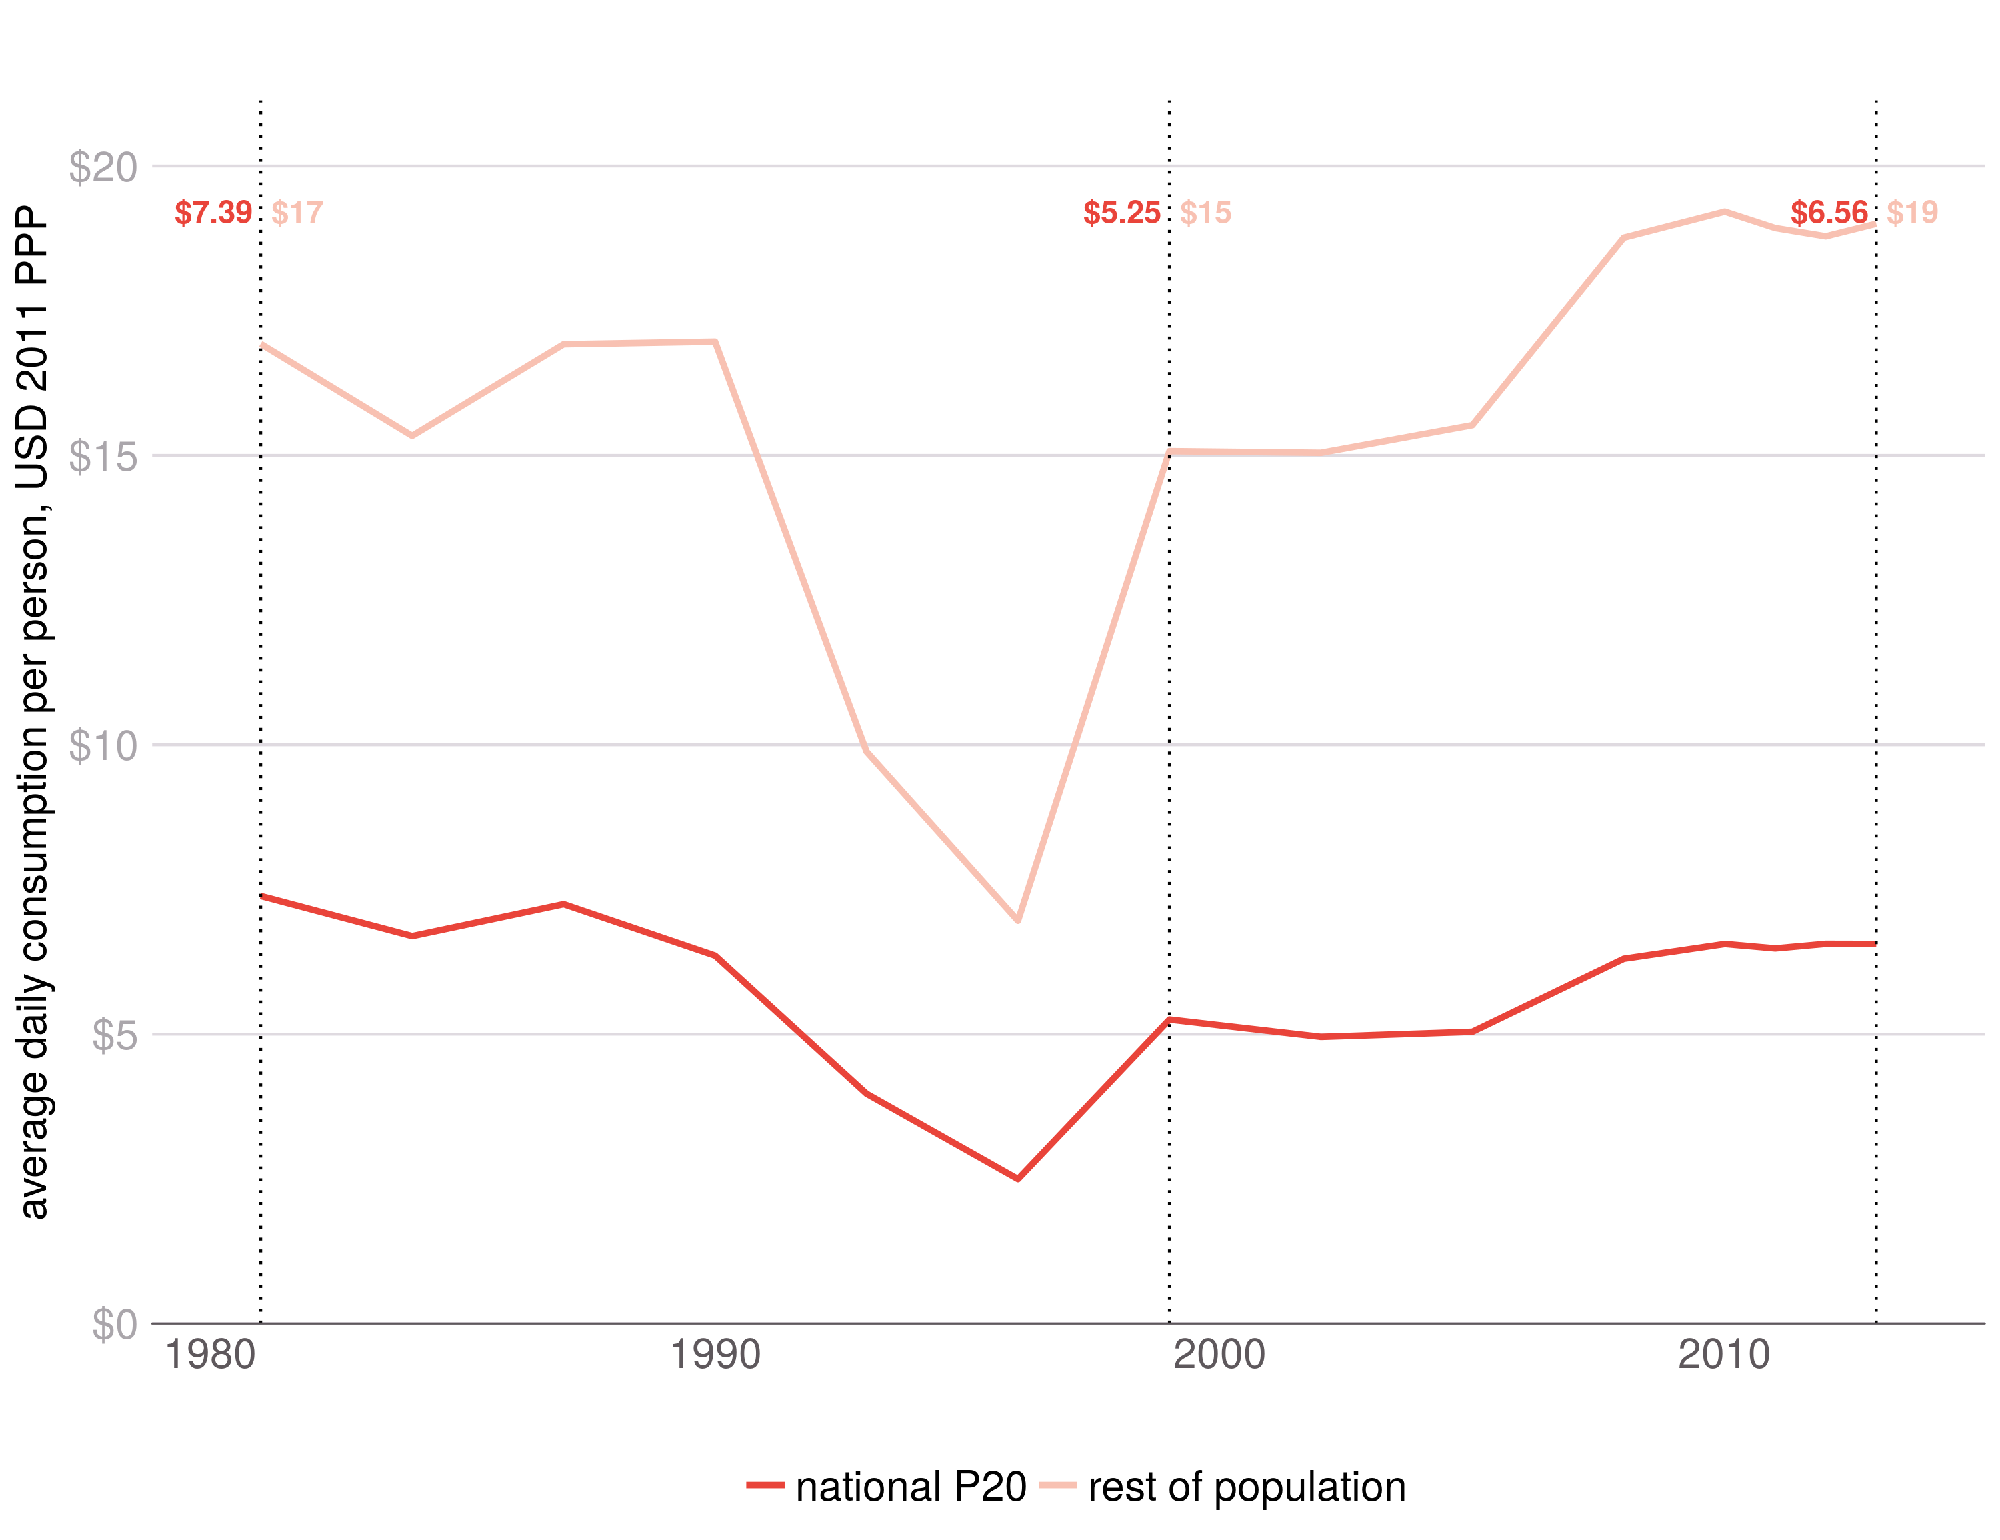 $20
$7.39 $17
$5.25 $15
$6.56 $19
average daily consumption per person, USD 2011 PPP
$15
$10
$5
$0
1980 1990 2000 2010
national P20 rest of population